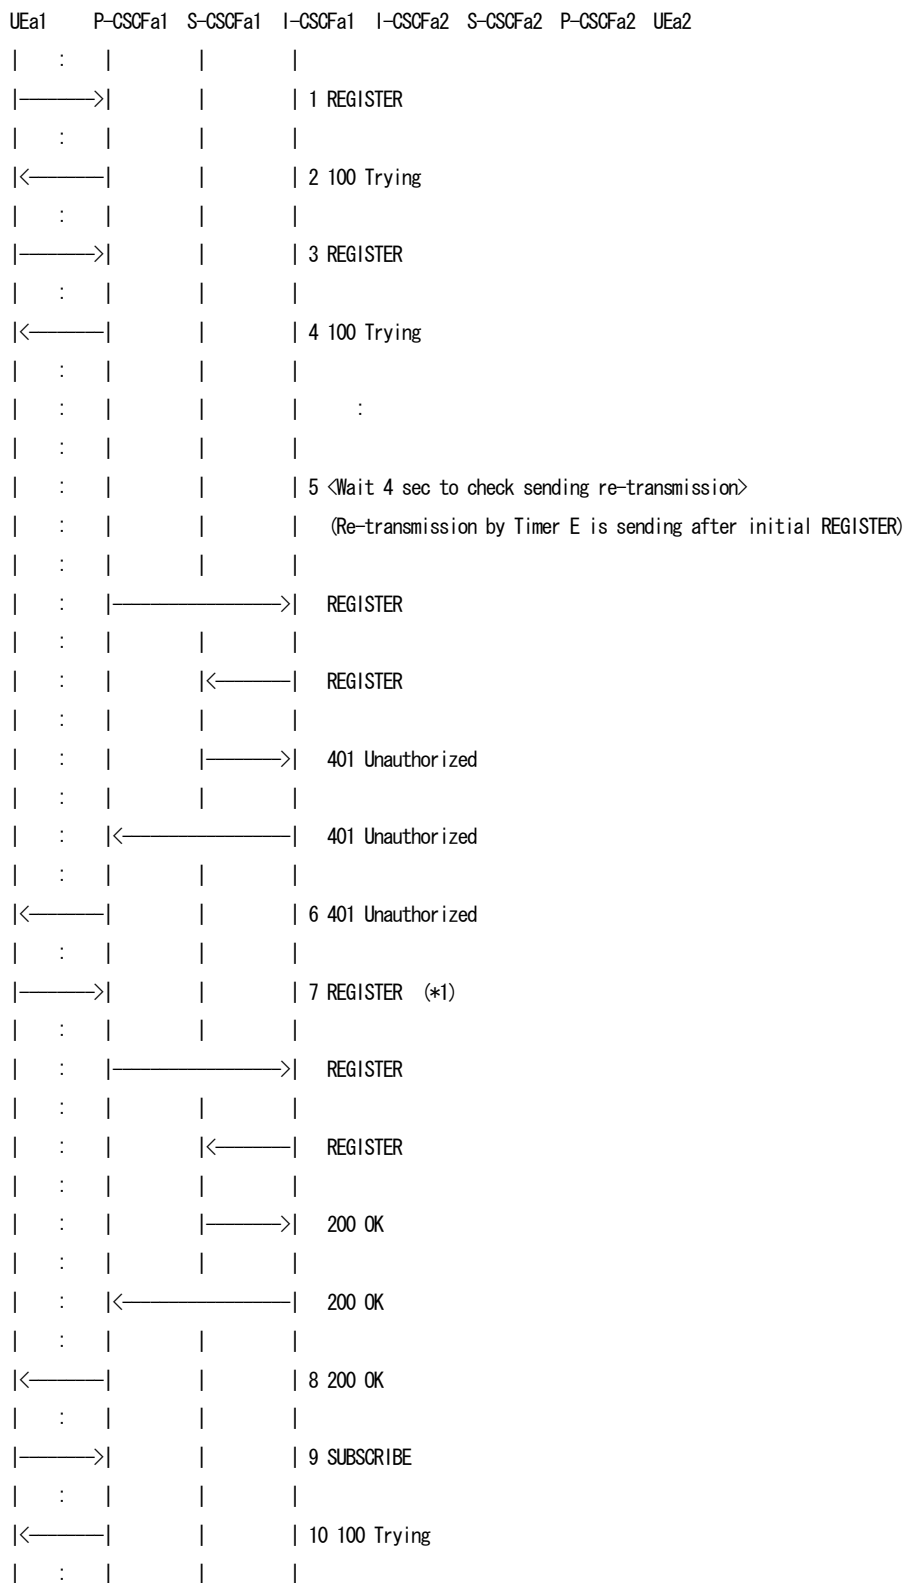 UEa1 P-CSCFa1 S-CSCFa1 I-CSCFa1 I-CSCFa2 S-CSCFa2 P-CSCFa2 UEa2
| : | | |
|------->| | | 1 REGISTER
| : | | |
|<-------| | | 2 100 Trying
| : | | |
|------->| | | 3 REGISTER
| : | | |
|<-------| | | 4 100 Trying
| : | | |
| : | | | :
| : | | |
| : | | | 5 <Wait 4 sec to check sending re-transmission>
| : | | | (Re-transmission by Timer E is sending after initial REGISTER)
| : | | |
| : |----------------->| REGISTER
| : | | |
| : | |<-------| REGISTER
| : | | |
| : | |------->| 401 Unauthorized
| : | | |
| : |<-----------------| 401 Unauthorized
| : | | |
|<-------| | | 6 401 Unauthorized
| : | | |
|------->| | | 7 REGISTER (*1)
| : | | |
| : |----------------->| REGISTER
| : | | |
| : | |<-------| REGISTER
| : | | |
| : | |------->| 200 OK
| : | | |
| : |<-----------------| 200 OK
| : | | |
|<-------| | | 8 200 OK
| : | | |
|------->| | | 9 SUBSCRIBE
| : | | |
|<-------| | | 10 100 Trying
| : | | |